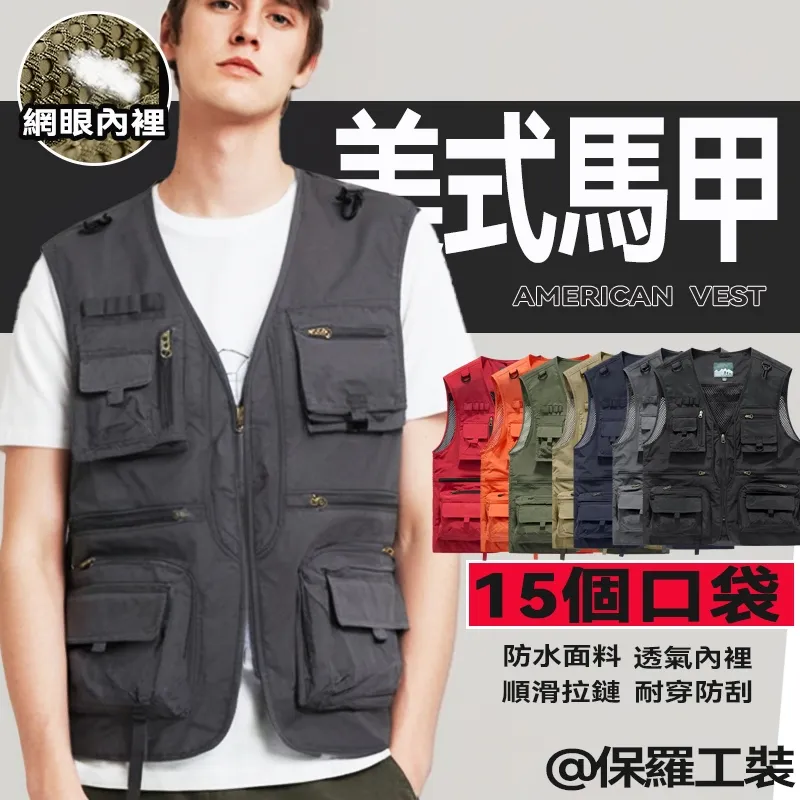 網眼內裡
美式馬甲
AMERICAN VEST
15個口袋
防水面料 透氣內裡
順滑拉鏈 耐穿防刮
@保羅工裝